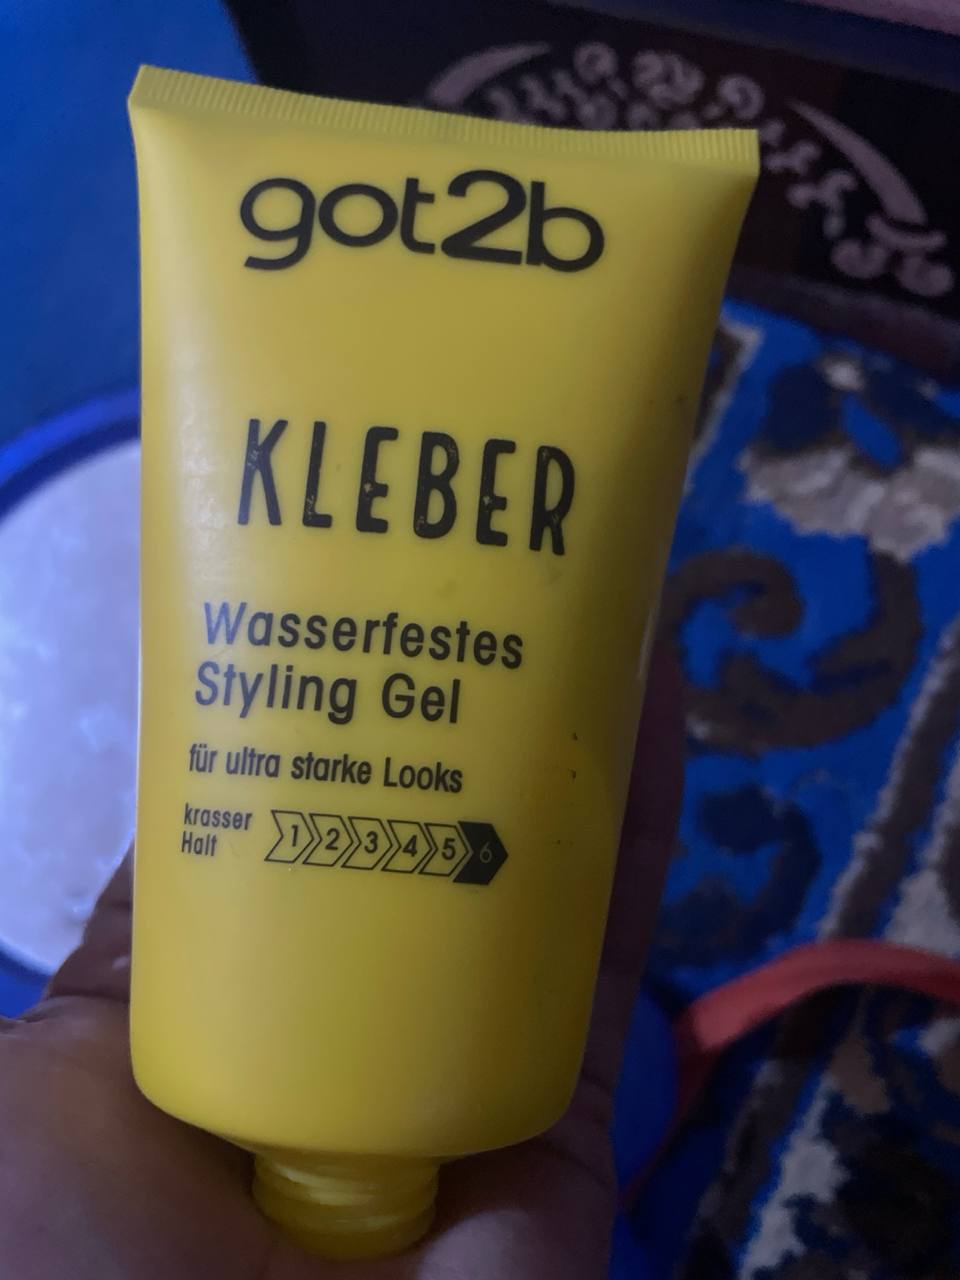 got2b
KLEBER
Wasserfestes
Styling Gel
für ultra starke Looks
krasser
Halt
1 2 3 4 5 6